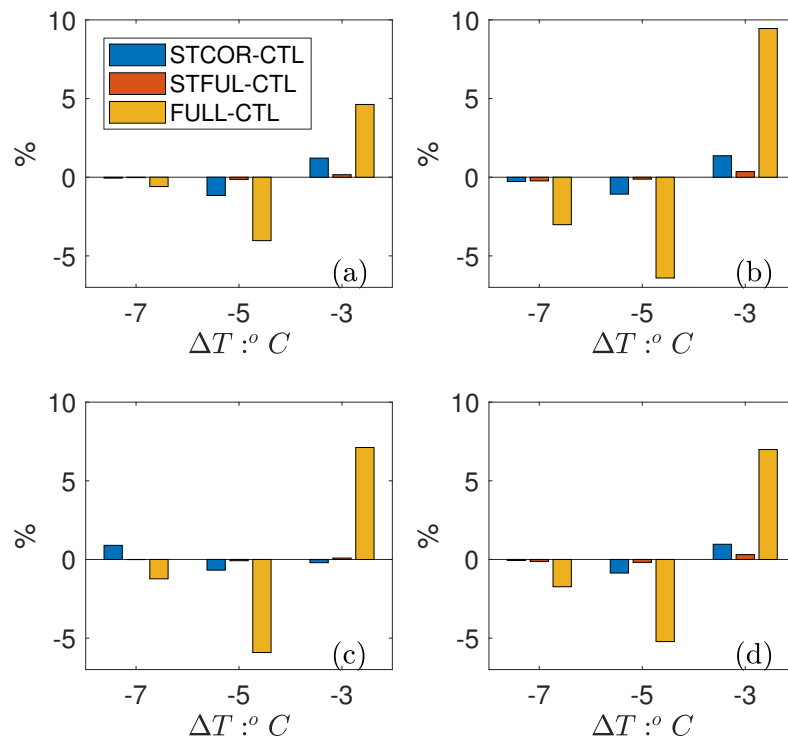 10
5
0
-5
%
STCOR-CTL
STFUL-CTL
FULL-CTL
(a)
-7 -5 -3
ΔT :° C
10
5
0
-5
%
(b)
-7 -5 -3
ΔT :° C
10
5
0
-5
%
(c)
-7 -5 -3
ΔT :° C
10
5
0
-5
%
(d)
-7 -5 -3
ΔT :° C